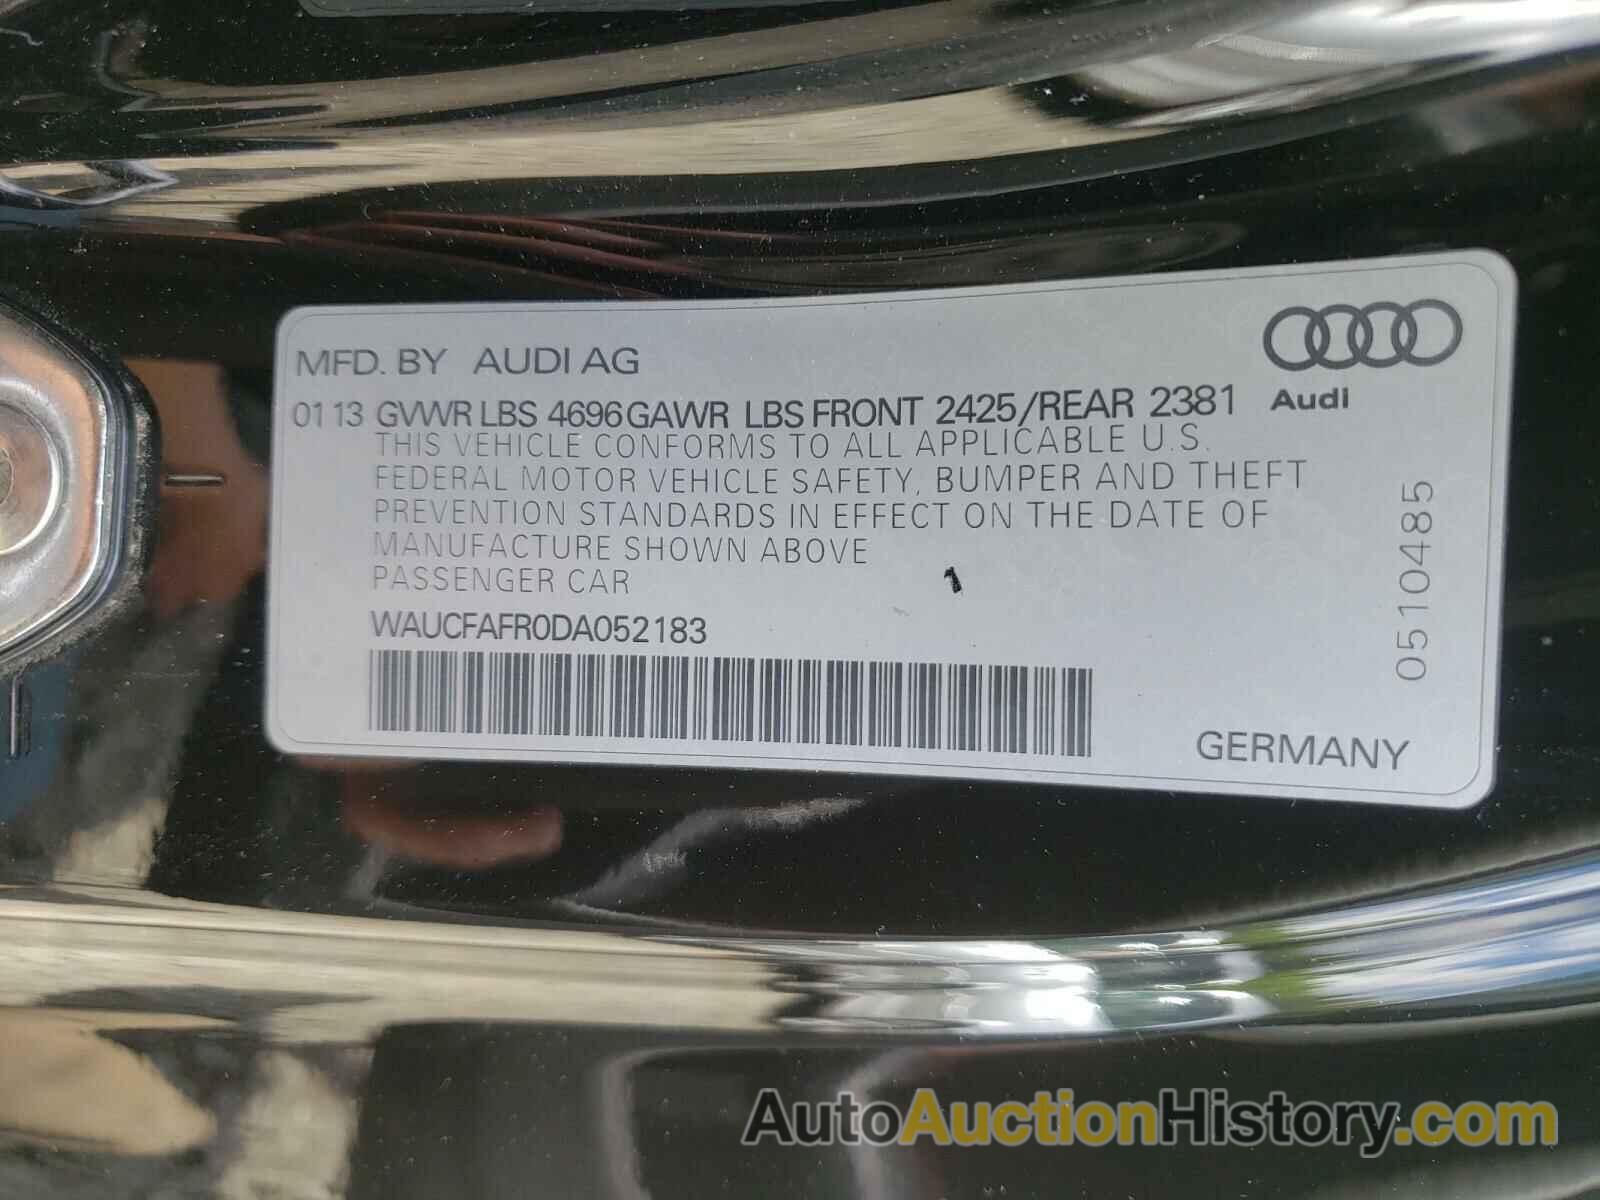 MFD. BY AUDI AG
Audi
01 13 GVWR LBS 4696 GAWR LBS FRONT 2425/REAR 2381
THIS VEHICLE CONFORMS TO ALL APPLICABLE U.S.
FEDERAL MOTOR VEHICLE SAFETY, BUMPER AND THEFT
PREVENTION STANDARDS IN EFFECT ON THE DATE OF
MANUFACTURE SHOWN ABOVE
PASSENGER CAR
WAUCFAFR0DA052183
0510485
GERMANY
AutoAuctionHistory.com